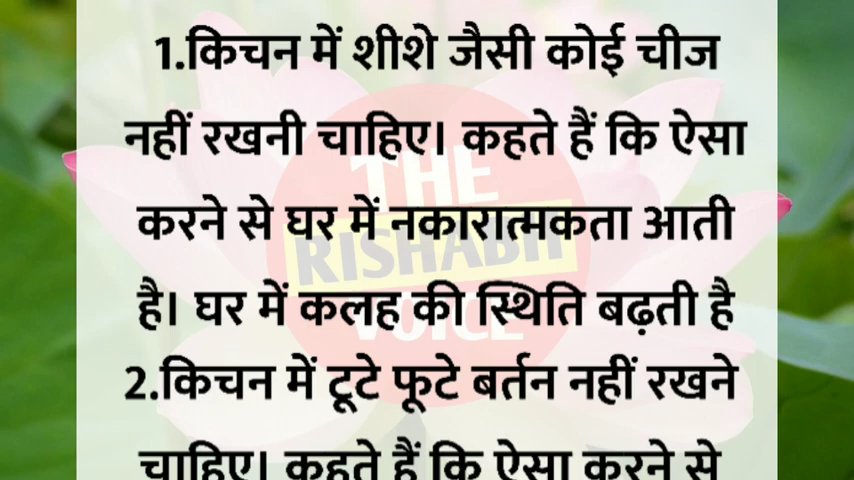 1.किचन में शीशे जैसी कोई चीज
नहीं रखनी चाहिए। कहते हैं कि ऐसा
करने से घर में नकारात्मकता आती
है। घर में कलह की स्थिति बढ़ती है
2.किचन में टूटे फूटे बर्तन नहीं रखने
चाहिए। कहते हैं कि ऐसा करने से
THE
RISHABH
VOICE